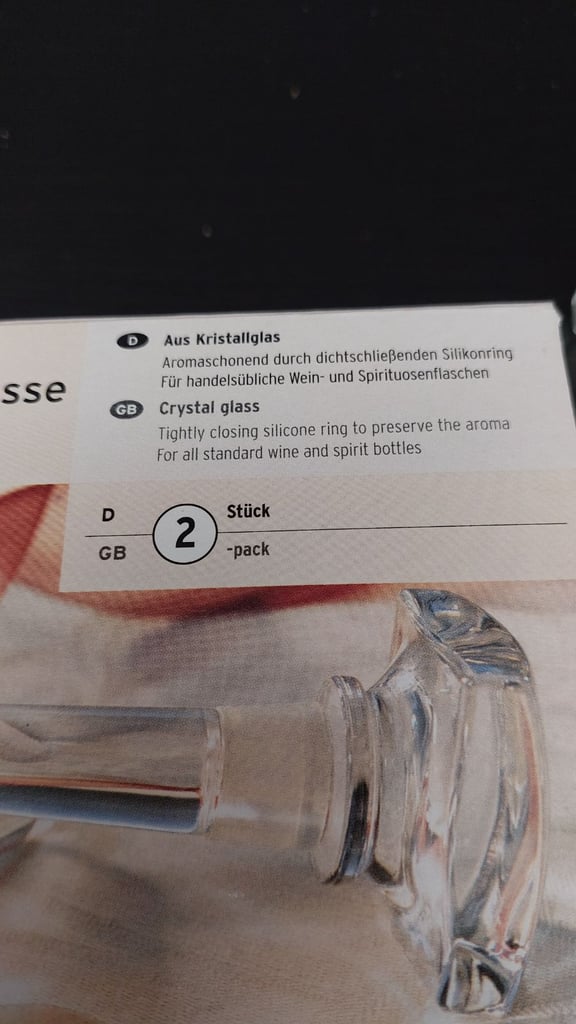 sse
D Aus Kristallglas
Aromaschonend durch dichtschließenden Silikonring
Für handelsübliche Wein- und Spirituosenflaschen
GB Crystal glass
Tightly closing silicone ring to preserve the aroma
For all standard wine and spirit bottles
D 2 Stück
GB -pack